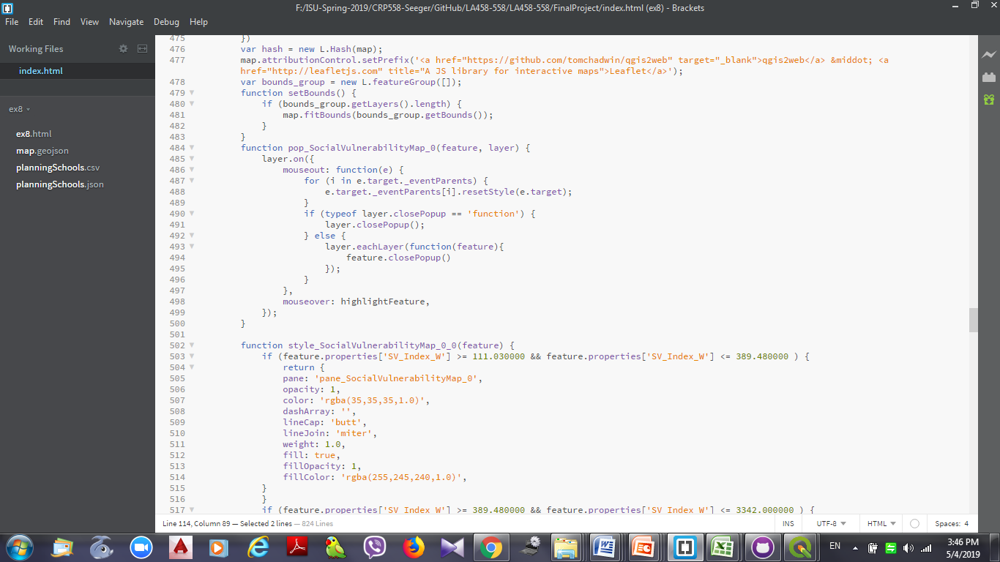 F:/ISU-Spring-2019/CRP558-Seeger/GitHub/LA458-558/LA458-558/FinalProject/index.html (ex8) - Brackets
File Edit Find View Navigate Debug Help
Working Files
index.html
ex8
ex8.html
map.geojson
planningSchools.csv
planningSchools.json
475 })
476 var hash = new L.Hash(map);
477 map.attributionControl.setPrefix('<a href="https://github.com/tomchadwin/qgis2web" target="_blank">qgis2web</a> &middot; <a
href="http://leafletjs.com" title="A JS library for interactive maps">Leaflet</a>');
478 var bounds_group = new L.featureGroup([]);
479 function setBounds() {
480 if (bounds_group.getLayers().length) {
481 map.fitBounds(bounds_group.getBounds());
482 }
483 }
484 function pop_SocialVulnerabilityMap_0(feature, layer) {
485 layer.on({
486 mouseout: function(e) {
487 for (i in e.target._eventParents) {
488 e.target._eventParents[i].resetStyle(e.target);
489 }
490 if (typeof layer.closePopup == 'function') {
491 layer.closePopup();
492 } else {
493 layer.eachLayer(function(feature){
494 feature.closePopup()
495 });
496 }
497 },
498 mouseover: highlightFeature,
499 });
500 }
501
502 function style_SocialVulnerabilityMap_0_0(feature) {
503 if (feature.properties['SV_Index_W'] >= 111.030000 && feature.properties['SV_Index_W'] <= 389.480000 ) {
504 return {
505 pane: 'pane_SocialVulnerabilityMap_0',
506 opacity: 1,
507 color: 'rgba(35,35,35,1.0)',
508 dashArray: '',
509 lineCap: 'butt',
510 lineJoin: 'miter',
511 weight: 1.0,
512 fill: true,
513 fillOpacity: 1,
514 fillColor: 'rgba(255,245,240,1.0)',
515 }
516 }
517 if (feature.properties['SV_Index_W'] >= 389.480000 && feature.properties['SV_Index_W'] <= 3342.000000 ) {
Line 114, Column 89 — Selected 2 lines — 824 Lines
INS UTF-8 HTML Spaces: 4
EN
3:46 PM
5/4/2019